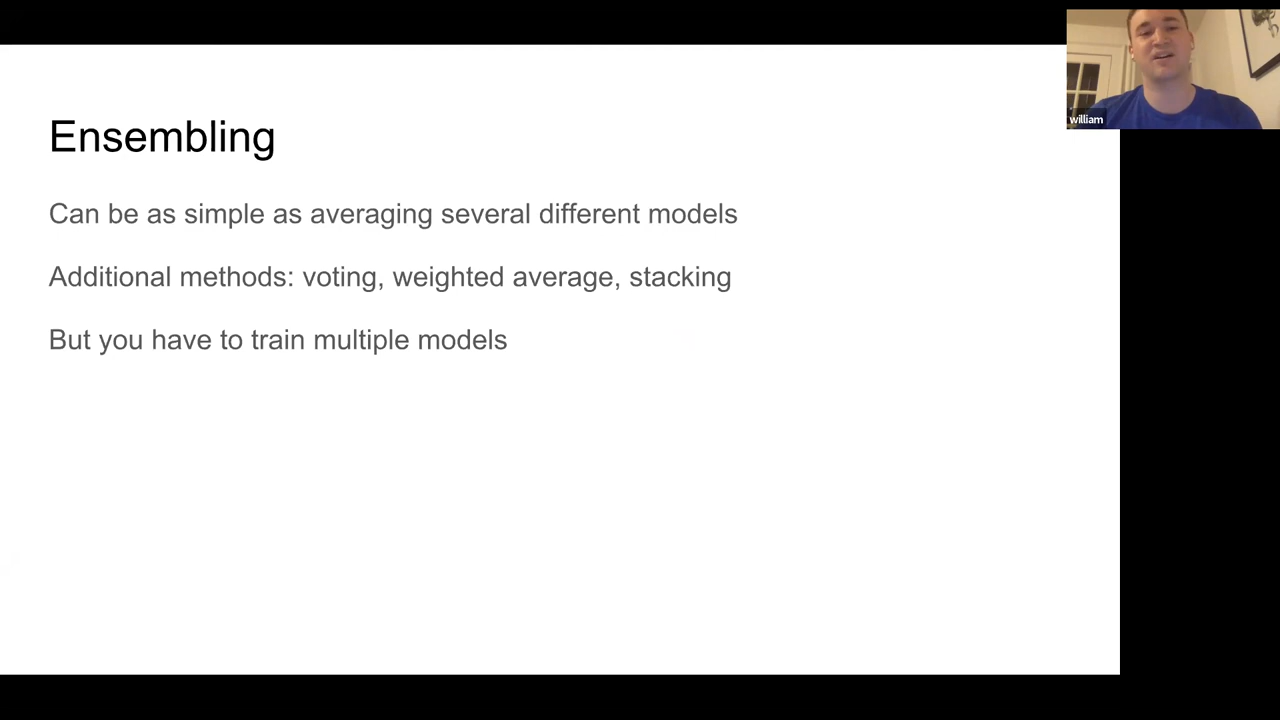 william
Ensembling
Can be as simple as averaging several different models
Additional methods: voting, weighted average, stacking
But you have to train multiple models